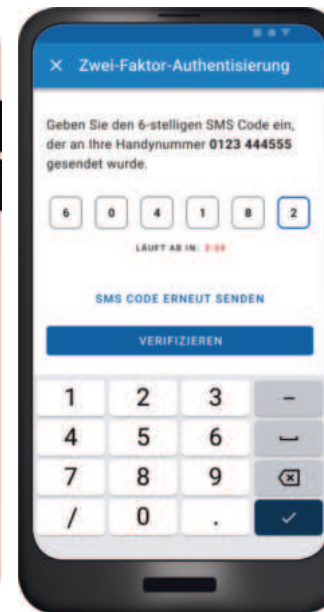 × Zwei-Faktor-Authentisierung
Geben Sie den 6-stelligen SMS Code ein,
der an Ihre Handynummer 0123 444555
gesendet wurde.
6 0 4 1 8 2
LÄUFT AB IN:
SMS CODE ERNEUT SENDEN
VERIFIZIEREN
1 2 3 –
4 5 6
7 8 9
/ 0 .